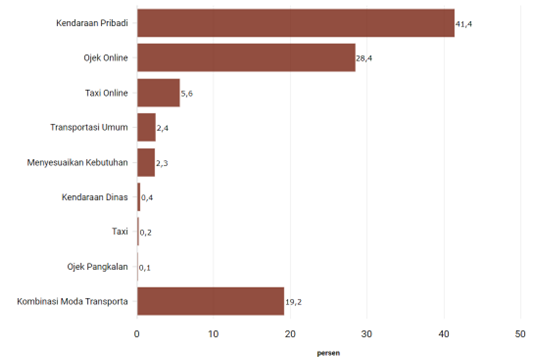 Kendaraan Pribadi 41,4
Ojek Online 28,4
Taxi Online 5,6
Transportasi Umum 2,4
Menyesuaikan Kebutuhan 2,3
Kendaraan Dinas 0,4
Taxi 0,2
Ojek Pangkalan 0,1
Kombinasi Moda Transporta 19,2
0 10 20 30 40 50
persen